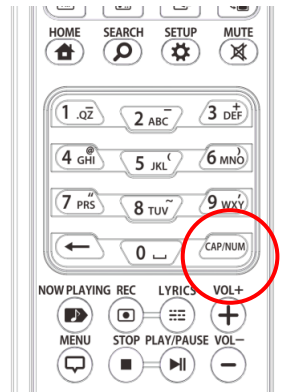 HOME SEARCH SETUP MUTE
1 .QZ 2 ABC 3 DEF
4 GHI 5 JKL 6 MNO
7 PRS 8 TUV 9 WXY
0 CAP/NUM
NOW PLAYING REC LYRICS VOL+
MENU STOP PLAY/PAUSE VOL−